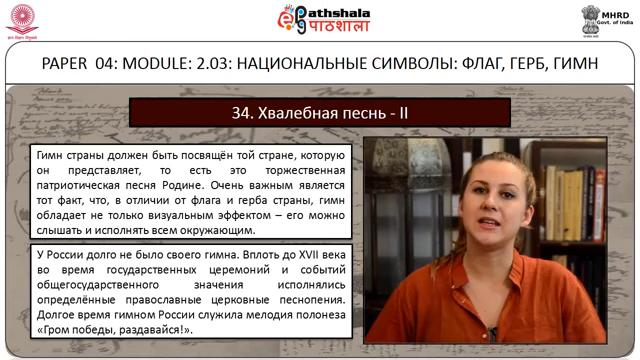 ePathshala
पाठशाला
MHRD
Govt. of India
PAPER 04: MODULE: 2.03: НАЦИОНАЛЬНЫЕ СИМВОЛЫ: ФЛАГ, ГЕРБ, ГИМН
34. Хвалебная песнь - II
Гимн страны должен быть посвящён той стране, которую
он представляет, то есть это торжественная
патриотическая песня Родине. Очень важным является
тот факт, что, в отличии от флага и герба страны, гимн
обладает не только визуальным эффектом – его можно
слышать и исполнять всем окружающим.
У России долго не было своего гимна. Вплоть до XVII века
во время государственных церемоний и событий
общегосударственного значения исполнялись
определённые православные церковные песнопения.
Долгое время гимном России служила мелодия полонеза
«Гром победы, раздавайся!».